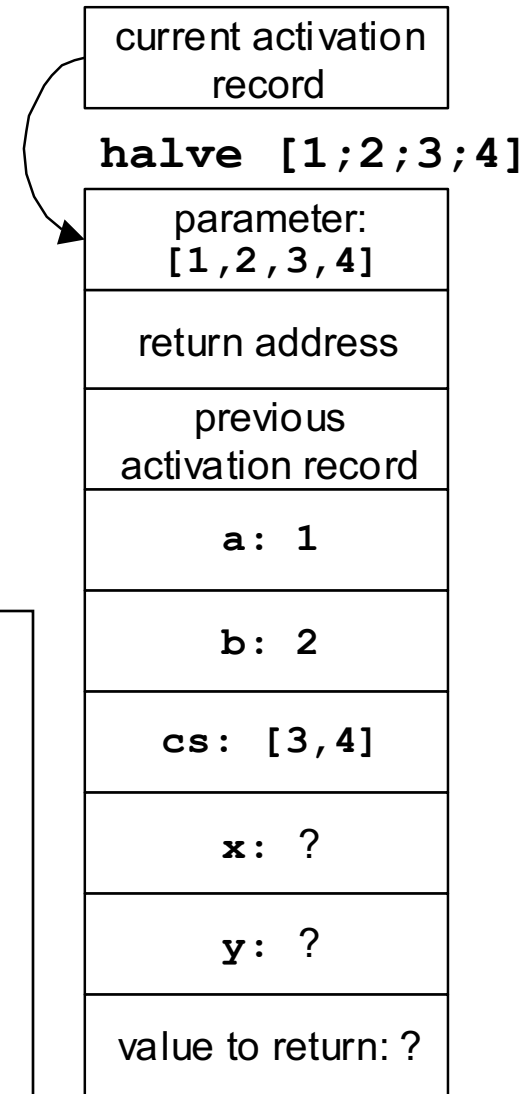 current activation
record
halve [1;2;3;4]
parameter:
[1,2,3,4]
return address
previous
activation record
a: 1
b: 2
cs: [3,4]
x: ?
y: ?
value to return: ?